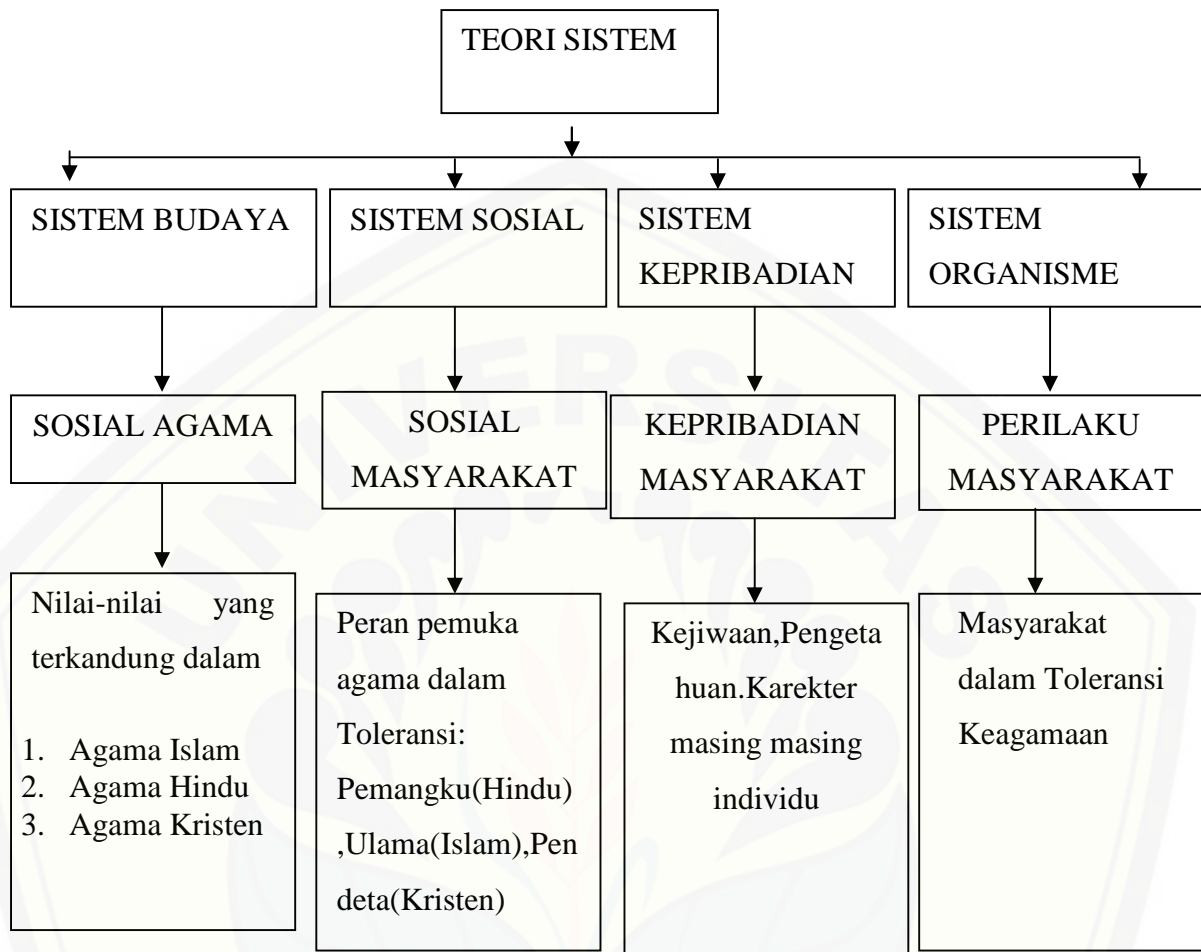 TEORI SISTEM
SISTEM BUDAYA
SISTEM SOSIAL
SISTEM
KEPRIBADIAN
SISTEM
ORGANISME
SOSIAL AGAMA
SOSIAL
MASYARAKAT
KEPRIBADIAN
MASYARAKAT
PERILAKU
MASYARAKAT
Nilai-nilai yang
terkandung dalam
1. Agama Islam
2. Agama Hindu
3. Agama Kristen
Peran pemuka
agama dalam
Toleransi:
Pemangku(Hindu)
,Ulama(Islam),Pen
deta(Kristen)
Kejiwaan,Pengeta
huan.Karekter
masing masing
individu
Masyarakat
dalam Toleransi
Keagamaan
UNIVERSITAS